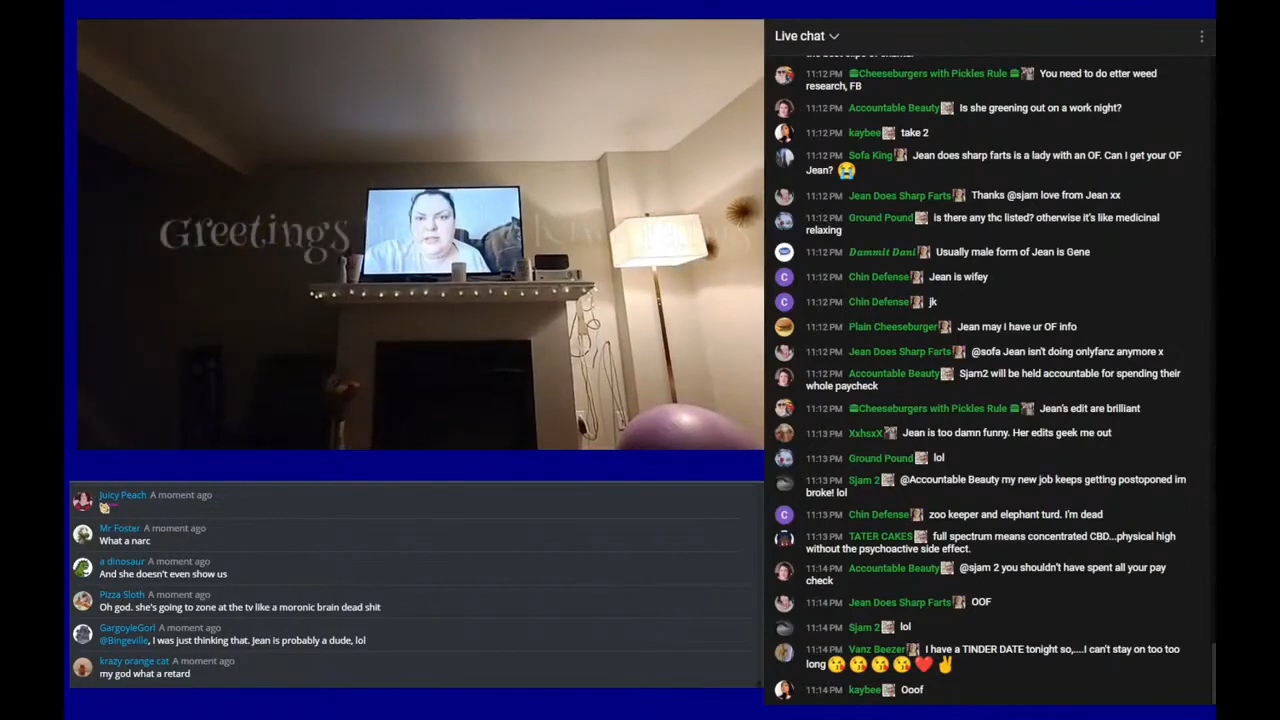 Greetings
Juicy Peach A moment ago
Mr Foster A moment ago
What a narc
a dinosaur A moment ago
And she doesn't even show us
Pizza Sloth A moment ago
Oh god. she's going to zone at the tv like a moronic brain dead shit
GargoyleGorl A moment ago
@Bingeville, I was just thinking that. Jean is probably a dude, lol
krazy orange cat A moment ago
my god what a retard
Live chat
11:12 PM Cheeseburgers with Pickles Rule You need to do etter weed
research, FB
11:12 PM Accountable Beauty Is she greening out on a work night?
11:12 PM kaybee take 2
11:12 PM Sofa King Jean does sharp farts is a lady with an OF. Can I get your OF
Jean? 😭
11:12 PM Jean Does Sharp Farts Thanks @sjam love from Jean xx
11:12 PM Ground Pound is there any thc listed? otherwise it's like medicinal
relaxing
11:12 PM Dammit Dani Usually male form of Jean is Gene
11:12 PM Chin Defense Jean is wifey
11:12 PM Chin Defense jk
11:12 PM Plain Cheeseburger Jean may I have ur OF info
11:12 PM Jean Does Sharp Farts @sofa Jean isn't doing onlyfanz anymore x
11:12 PM Accountable Beauty Sjam2 will be held accountable for spending their
whole paycheck
11:12 PM Cheeseburgers with Pickles Rule Jean's edit are brilliant
11:13 PM XxhsxX Jean is too damn funny. Her edits geek me out
11:13 PM Ground Pound lol
11:13 PM Sjam 2 @Accountable Beauty my new job keeps getting postoponed im
broke! lol
11:13 PM Chin Defense zoo keeper and elephant turd. I'm dead
11:13 PM TATER CAKES full spectrum means concentrated CBD...physical high
without the psychoactive side effect.
11:14 PM Accountable Beauty @sjam 2 you shouldn't have spent all your pay
check
11:14 PM Jean Does Sharp Farts OOF
11:14 PM Sjam 2 lol
11:14 PM Vanz Beezer I have a TINDER DATE tonight so,....I can't stay on too too
long 😘😘😘😘❤️✌️
11:14 PM kaybee Ooof